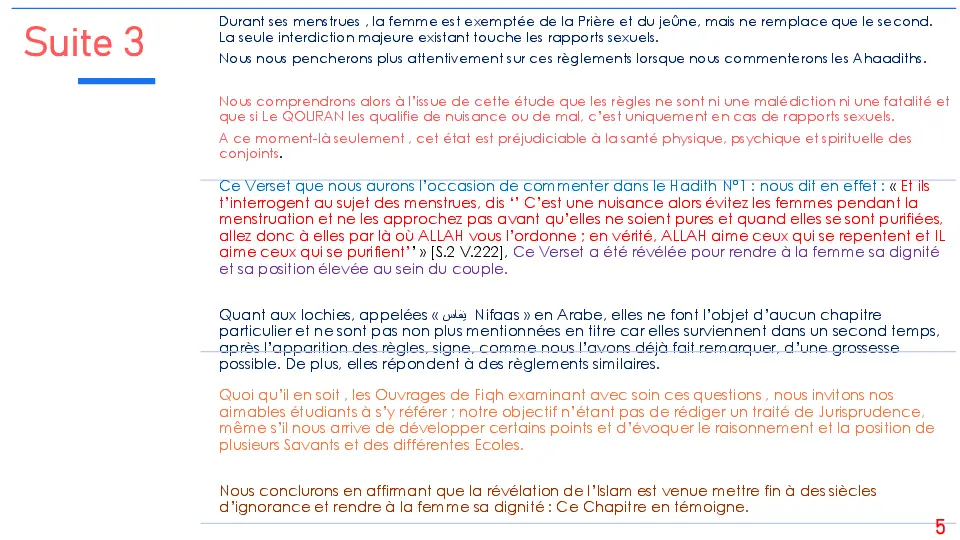 Suite 3
Durant ses menstrues , la femme est exemptée de la Prière et du jeûne, mais ne remplace que le second.
La seule interdiction majeure existant touche les rapports sexuels.
Nous nous pencherons plus attentivement sur ces règlements lorsque nous commenterons les Ahaadiths.
Nous comprendrons alors à l’issue de cette étude que les règles ne sont ni une malédiction ni une fatalité et
que si Le QOURAN les qualifie de nuisance ou de mal, c’est uniquement en cas de rapports sexuels.
A ce moment-là seulement , cet état est préjudiciable à la santé physique, psychique et spirituelle des
conjoints.
Ce Verset que nous aurons l’occasion de commenter dans le Hadith N°1 : nous dit en effet : « Et ils
t’interrogent au sujet des menstrues, dis ‘’ C’est une nuisance alors évitez les femmes pendant la
menstruation et ne les approchez pas avant qu’elles ne soient pures et quand elles se sont purifiées,
allez donc à elles par là où ALLAH vous l’ordonne ; en vérité, ALLAH aime ceux qui se repentent et IL
aime ceux qui se purifient’’ » [S.2 V.222], Ce Verset a été révélée pour rendre à la femme sa dignité
et sa position élevée au sein du couple.
Quant aux lochies, appelées « نِفَاس Nifaas » en Arabe, elles ne font l’objet d’aucun chapitre
particulier et ne sont pas non plus mentionnées en titre car elles surviennent dans un second temps,
après l’apparition des règles, signe, comme nous l’avons déjà fait remarquer, d’une grossesse
possible. De plus, elles répondent à des règlements similaires.
Quoi qu’il en soit , les Ouvrages de Fiqh examinant avec soin ces questions , nous invitons nos
aimables étudiants à s’y référer ; notre objectif n’étant pas de rédiger un traité de Jurisprudence,
même s’il nous arrive de développer certains points et d’évoquer le raisonnement et la position de
plusieurs Savants et des différentes Ecoles.
Nous conclurons en affirmant que la révélation de l’Islam est venue mettre fin à des siècles
d’ignorance et rendre à la femme sa dignité : Ce Chapitre en témoigne.
5